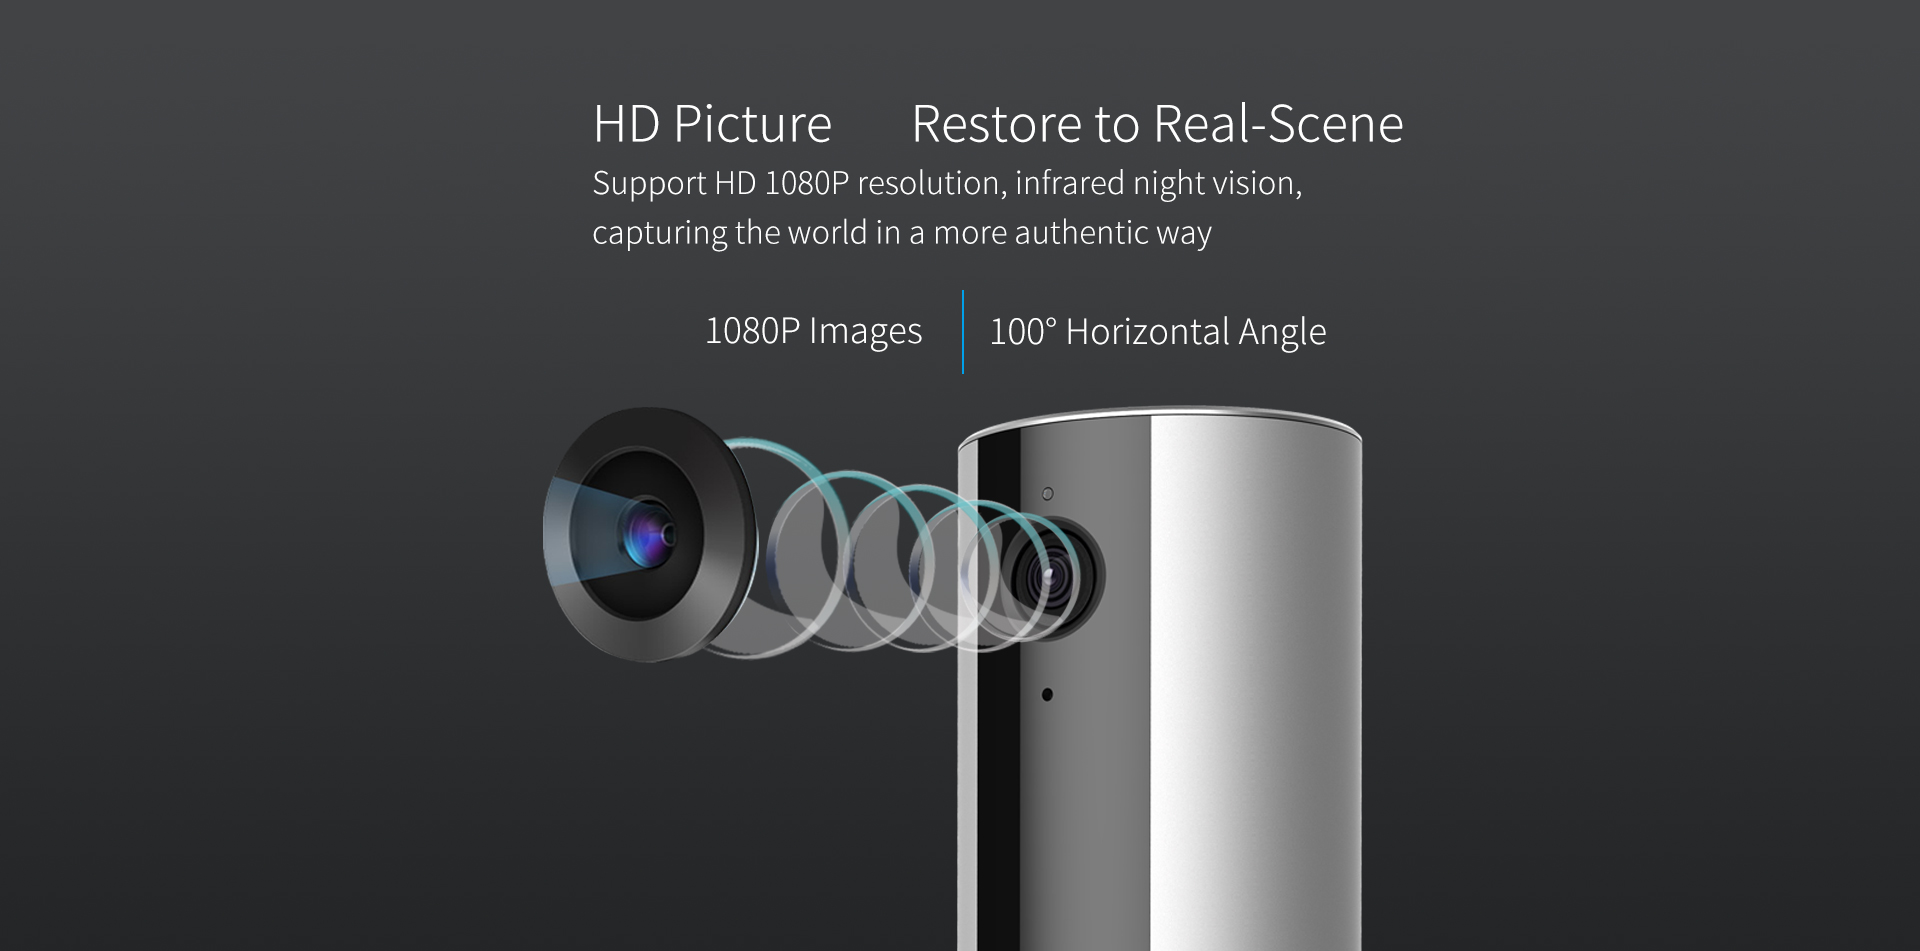 HD Picture Restore to Real-Scene
Support HD 1080P resolution, infrared night vision,
capturing the world in a more authentic way
1080P Images
100° Horizontal Angle